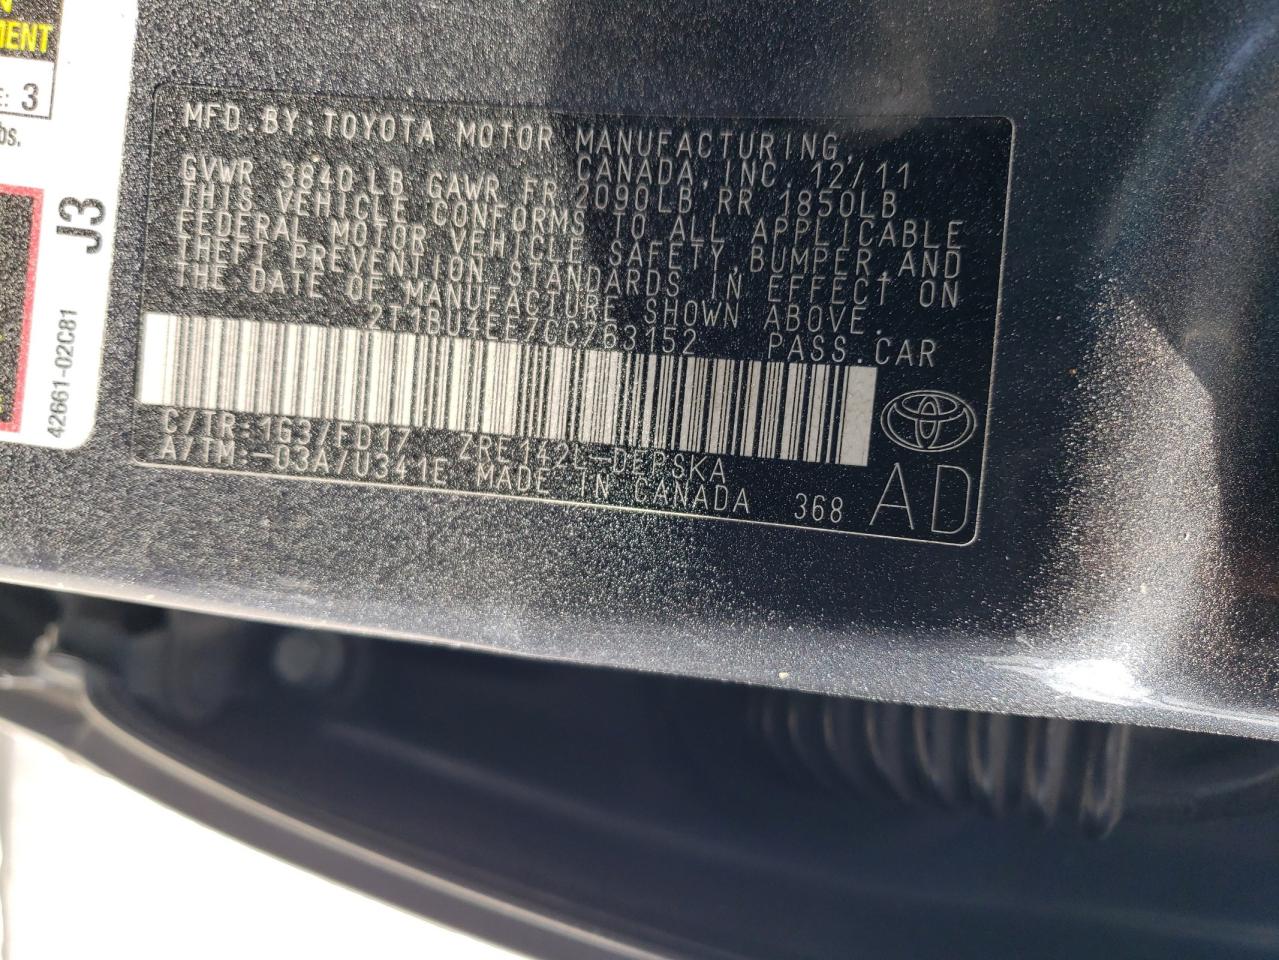 N
MENT
E: 3
bs.
J3
42661-02C81
MFD.BY:TOYOTA MOTOR MANUFACTURING,
CANADA INC. 12/11
GVWR 3840LB GAWR FR 2090LB RR 1850LB
THIS VEHICLE CONFORMS TO ALL APPLICABLE
FEDERAL MOTOR VEHICLE SAFETY,BUMPER,AND
THEFT PREVENTION STANDARDS IN EFFECT ON
THE DATE OF MANUFACTURE SHOWN ABOVE.
2T1BU4EE7CC763152 PASS.CAR
C/TR:1G3/FD17 ZRE142L-DEPSKA
A/TM:-03A/U341E MADE IN CANADA 368
AD